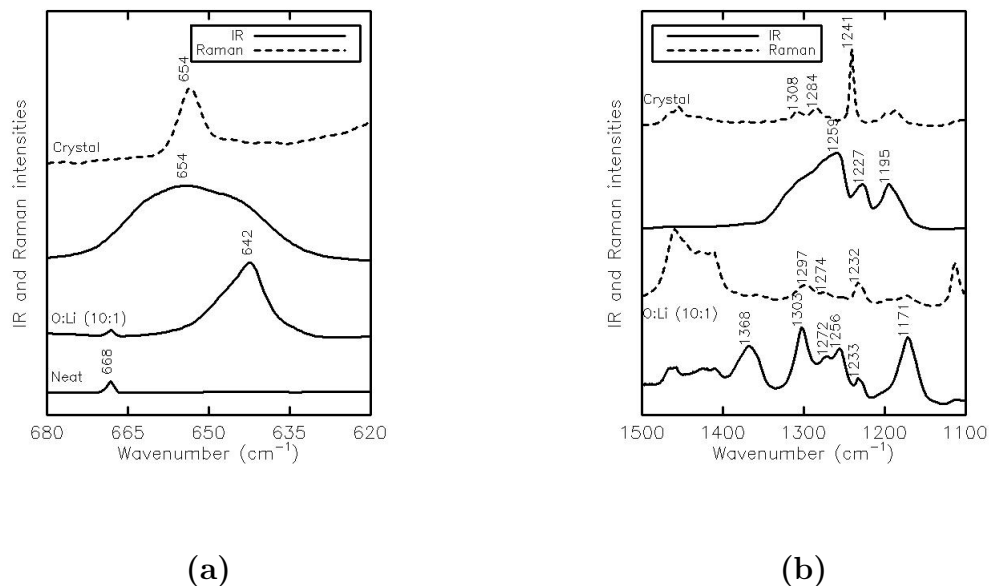 IR
Raman
654
Crystal
654
642
O:Li (10:1)
668
Neat
680 665 650 635 620
Wavenumber (cm⁻¹)
IR and Raman intensities
(a)
IR
Raman
1241
1308
1284
Crystal
1259
1227
1195
1297
1274
1232
O:Li (10:1)
1368
1303
1272
1256
1233
1171
1500 1400 1300 1200 1100
Wavenumber (cm⁻¹)
IR and Raman intensities
(b)